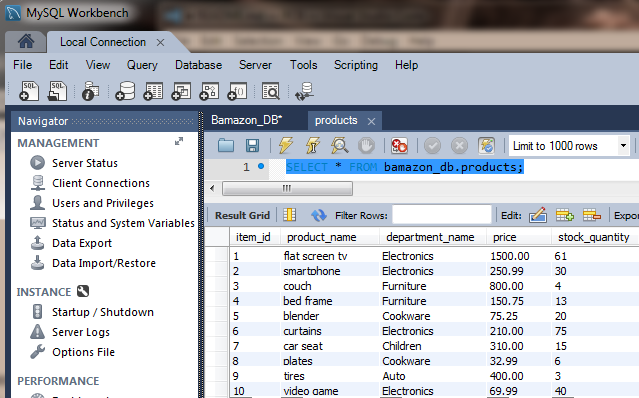 MySQL Workbench
Local Connection
File Edit View Query Database Server Tools Scripting Help
Navigator
MANAGEMENT
Server Status
Client Connections
Users and Privileges
Status and System Variables
Data Export
Data Import/Restore
INSTANCE
Startup / Shutdown
Server Logs
Options File
PERFORMANCE
Bamazon_DB* products
Limit to 1000 rows
1 SELECT * FROM bamazon_db.products;
Result Grid Filter Rows: Edit:
item_id product_name department_name price stock_quantity
1 flat screen tv Electronics 1500.00 61
2 smartphone Electronics 250.99 30
3 couch Furniture 800.00 4
4 bed frame Furniture 150.75 13
5 blender Cookware 75.25 20
6 curtains Electronics 210.00 75
7 car seat Children 310.00 15
8 plates Cookware 32.99 6
9 tires Auto 400.00 3
10 video game Electronics 69.99 40